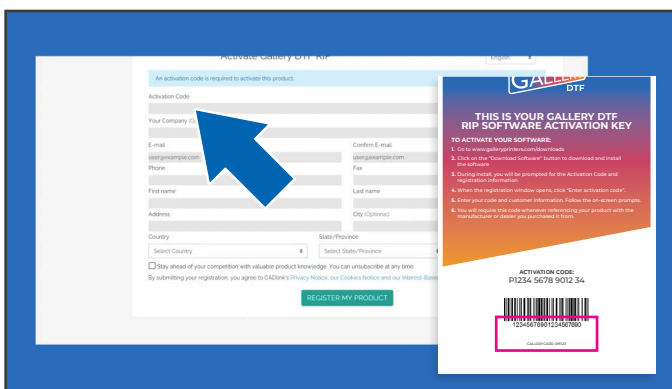 Activate Gallery DTF RIP
English
An activation code is required to activate this product.
Activation Code
Your Company (O
E-mail
Confirm E-mail
user@example.com
user@example.com
Phone
Fax
First name
Last name
Address
City (Optional)
Country
State/Province
Select Country
Select State/Province
Stay ahead of your competition with valuable product knowledge. You can unsubscribe at any time.
By submitting your registration, you agree to CADlink's Privacy Notice, our Cookies Notice and our Interest-Based
REGISTER MY PRODUCT
GALLERY
DTF
THIS IS YOUR GALLERY DTF
RIP SOFTWARE ACTIVATION KEY
TO ACTIVATE YOUR SOFTWARE:
1. Go to www.galleryprinters.com/downloads
2. Click on the "Download Software" button to download and install
the software
3. During install, you will be prompted for the Activation Code and
registration information
4. When the registration window opens, click "Enter activation code".
5. Enter your code and customer information. Follow the on-screen prompts.
6. You will require this code whenever referencing your product with the
manufacturer or dealer you purchased it from.
ACTIVATION CODE:
P1234 5678 9012 34
12345678901234567890